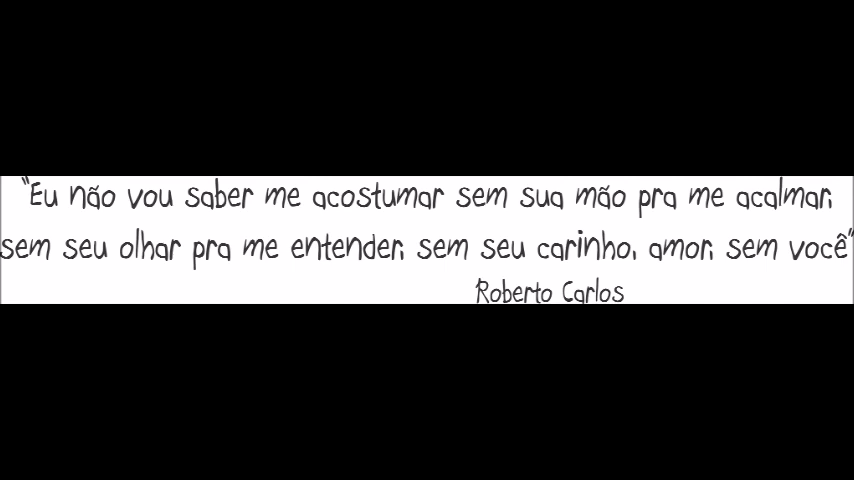 "Eu não vou saber me acostumar sem sua mão pra me acalmar,
sem seu olhar pra me entender, sem seu carinho, amor, sem você"
Roberto Carlos